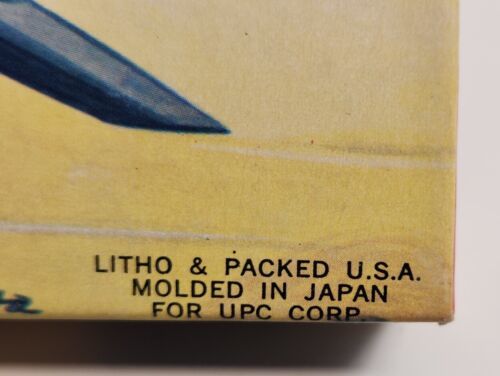 LITHO & PACKED U.S.A.
MOLDED IN JAPAN
FOR UPC CORP.